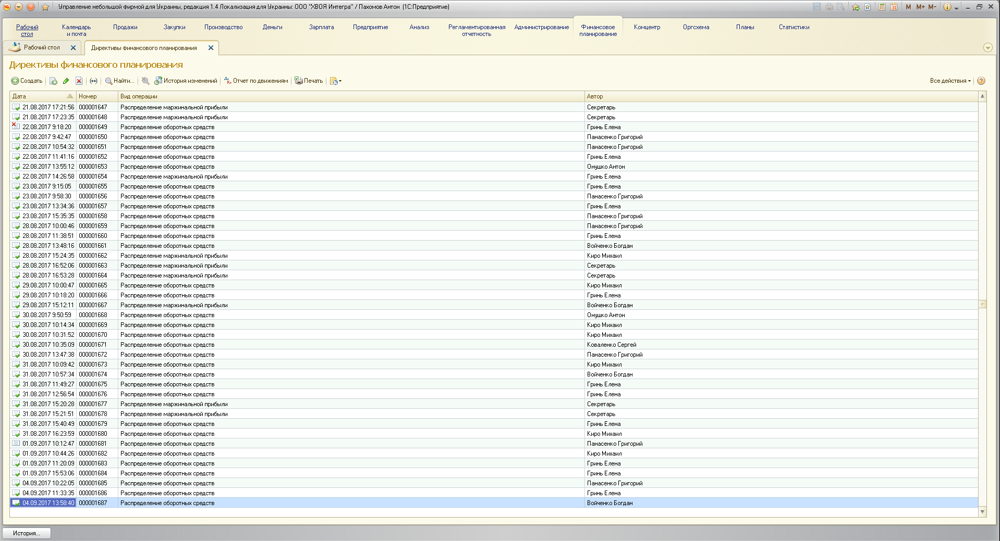 Управление небольшой фирмой для Украины, редакция 1.4 Локализация для Украины: ООО "ХВОЯ Интегра" / Пахомов Антон (1С:Предприятие)
M M+ M-
Рабочий стол
Календарь и почта
Продажи
Закупки
Производство
Деньги
Зарплата
Предприятие
Анализ
Регламентированная отчетность
Администрирование
Финансовое планирование
Комцентр
Оргсхема
Планы
Статистики
Рабочий стол
Директивы финансового планирования
Директивы финансового планирования
Создать Найти... История изменений Отчет по движениям Печать Все действия
Дата Номер Вид операции Автор
21.08.2017 17:21:56 000001647 Распределение маржинальной прибыли Секретарь
21.08.2017 17:23:35 000001648 Распределение маржинальной прибыли Секретарь
22.08.2017 9:18:20 000001649 Распределение оборотных средств Гринь Елена
22.08.2017 9:42:47 000001650 Распределение оборотных средств Панасенко Григорий
22.08.2017 10:54:32 000001651 Распределение оборотных средств Панасенко Григорий
22.08.2017 11:41:16 000001652 Распределение оборотных средств Гринь Елена
22.08.2017 13:55:12 000001653 Распределение оборотных средств Онушко Антон
22.08.2017 14:26:58 000001654 Распределение маржинальной прибыли Гринь Елена
23.08.2017 9:15:05 000001655 Распределение оборотных средств Гринь Елена
23.08.2017 9:58:30 000001656 Распределение оборотных средств Панасенко Григорий
23.08.2017 13:34:36 000001657 Распределение оборотных средств Гринь Елена
23.08.2017 15:35:35 000001658 Распределение оборотных средств Панасенко Григорий
28.08.2017 10:00:46 000001659 Распределение оборотных средств Панасенко Григорий
28.08.2017 11:38:51 000001660 Распределение оборотных средств Гринь Елена
28.08.2017 13:48:16 000001661 Распределение оборотных средств Войченко Богдан
28.08.2017 15:24:35 000001662 Распределение маржинальной прибыли Киро Михаил
28.08.2017 16:52:06 000001663 Распределение маржинальной прибыли Секретарь
28.08.2017 16:53:28 000001664 Распределение маржинальной прибыли Секретарь
29.08.2017 10:00:47 000001665 Распределение оборотных средств Киро Михаил
29.08.2017 10:18:20 000001666 Распределение оборотных средств Гринь Елена
29.08.2017 15:12:11 000001667 Распределение маржинальной прибыли Войченко Богдан
30.08.2017 9:50:59 000001668 Распределение оборотных средств Онушко Антон
30.08.2017 10:14:34 000001669 Распределение оборотных средств Киро Михаил
30.08.2017 10:31:52 000001670 Распределение оборотных средств Киро Михаил
30.08.2017 10:35:09 000001671 Распределение оборотных средств Коваленко Сергей
30.08.2017 13:47:38 000001672 Распределение оборотных средств Панасенко Григорий
31.08.2017 10:09:42 000001673 Распределение оборотных средств Киро Михаил
31.08.2017 10:57:34 000001674 Распределение оборотных средств Войченко Богдан
31.08.2017 11:49:27 000001675 Распределение оборотных средств Гринь Елена
31.08.2017 12:56:54 000001676 Распределение оборотных средств Гринь Елена
31.08.2017 15:20:28 000001677 Распределение маржинальной прибыли Секретарь
31.08.2017 15:21:51 000001678 Распределение маржинальной прибыли Секретарь
31.08.2017 15:40:49 000001679 Распределение оборотных средств Гринь Елена
31.08.2017 16:23:59 000001680 Распределение оборотных средств Киро Михаил
01.09.2017 10:12:47 000001681 Распределение оборотных средств Панасенко Григорий
01.09.2017 10:44:26 000001682 Распределение оборотных средств Киро Михаил
01.09.2017 11:20:09 000001683 Распределение оборотных средств Гринь Елена
01.09.2017 15:53:06 000001684 Распределение оборотных средств Гринь Елена
04.09.2017 10:22:05 000001685 Распределение оборотных средств Панасенко Григорий
04.09.2017 11:33:35 000001686 Распределение оборотных средств Гринь Елена
04.09.2017 13:58:40 000001687 Распределение оборотных средств Войченко Богдан
История...